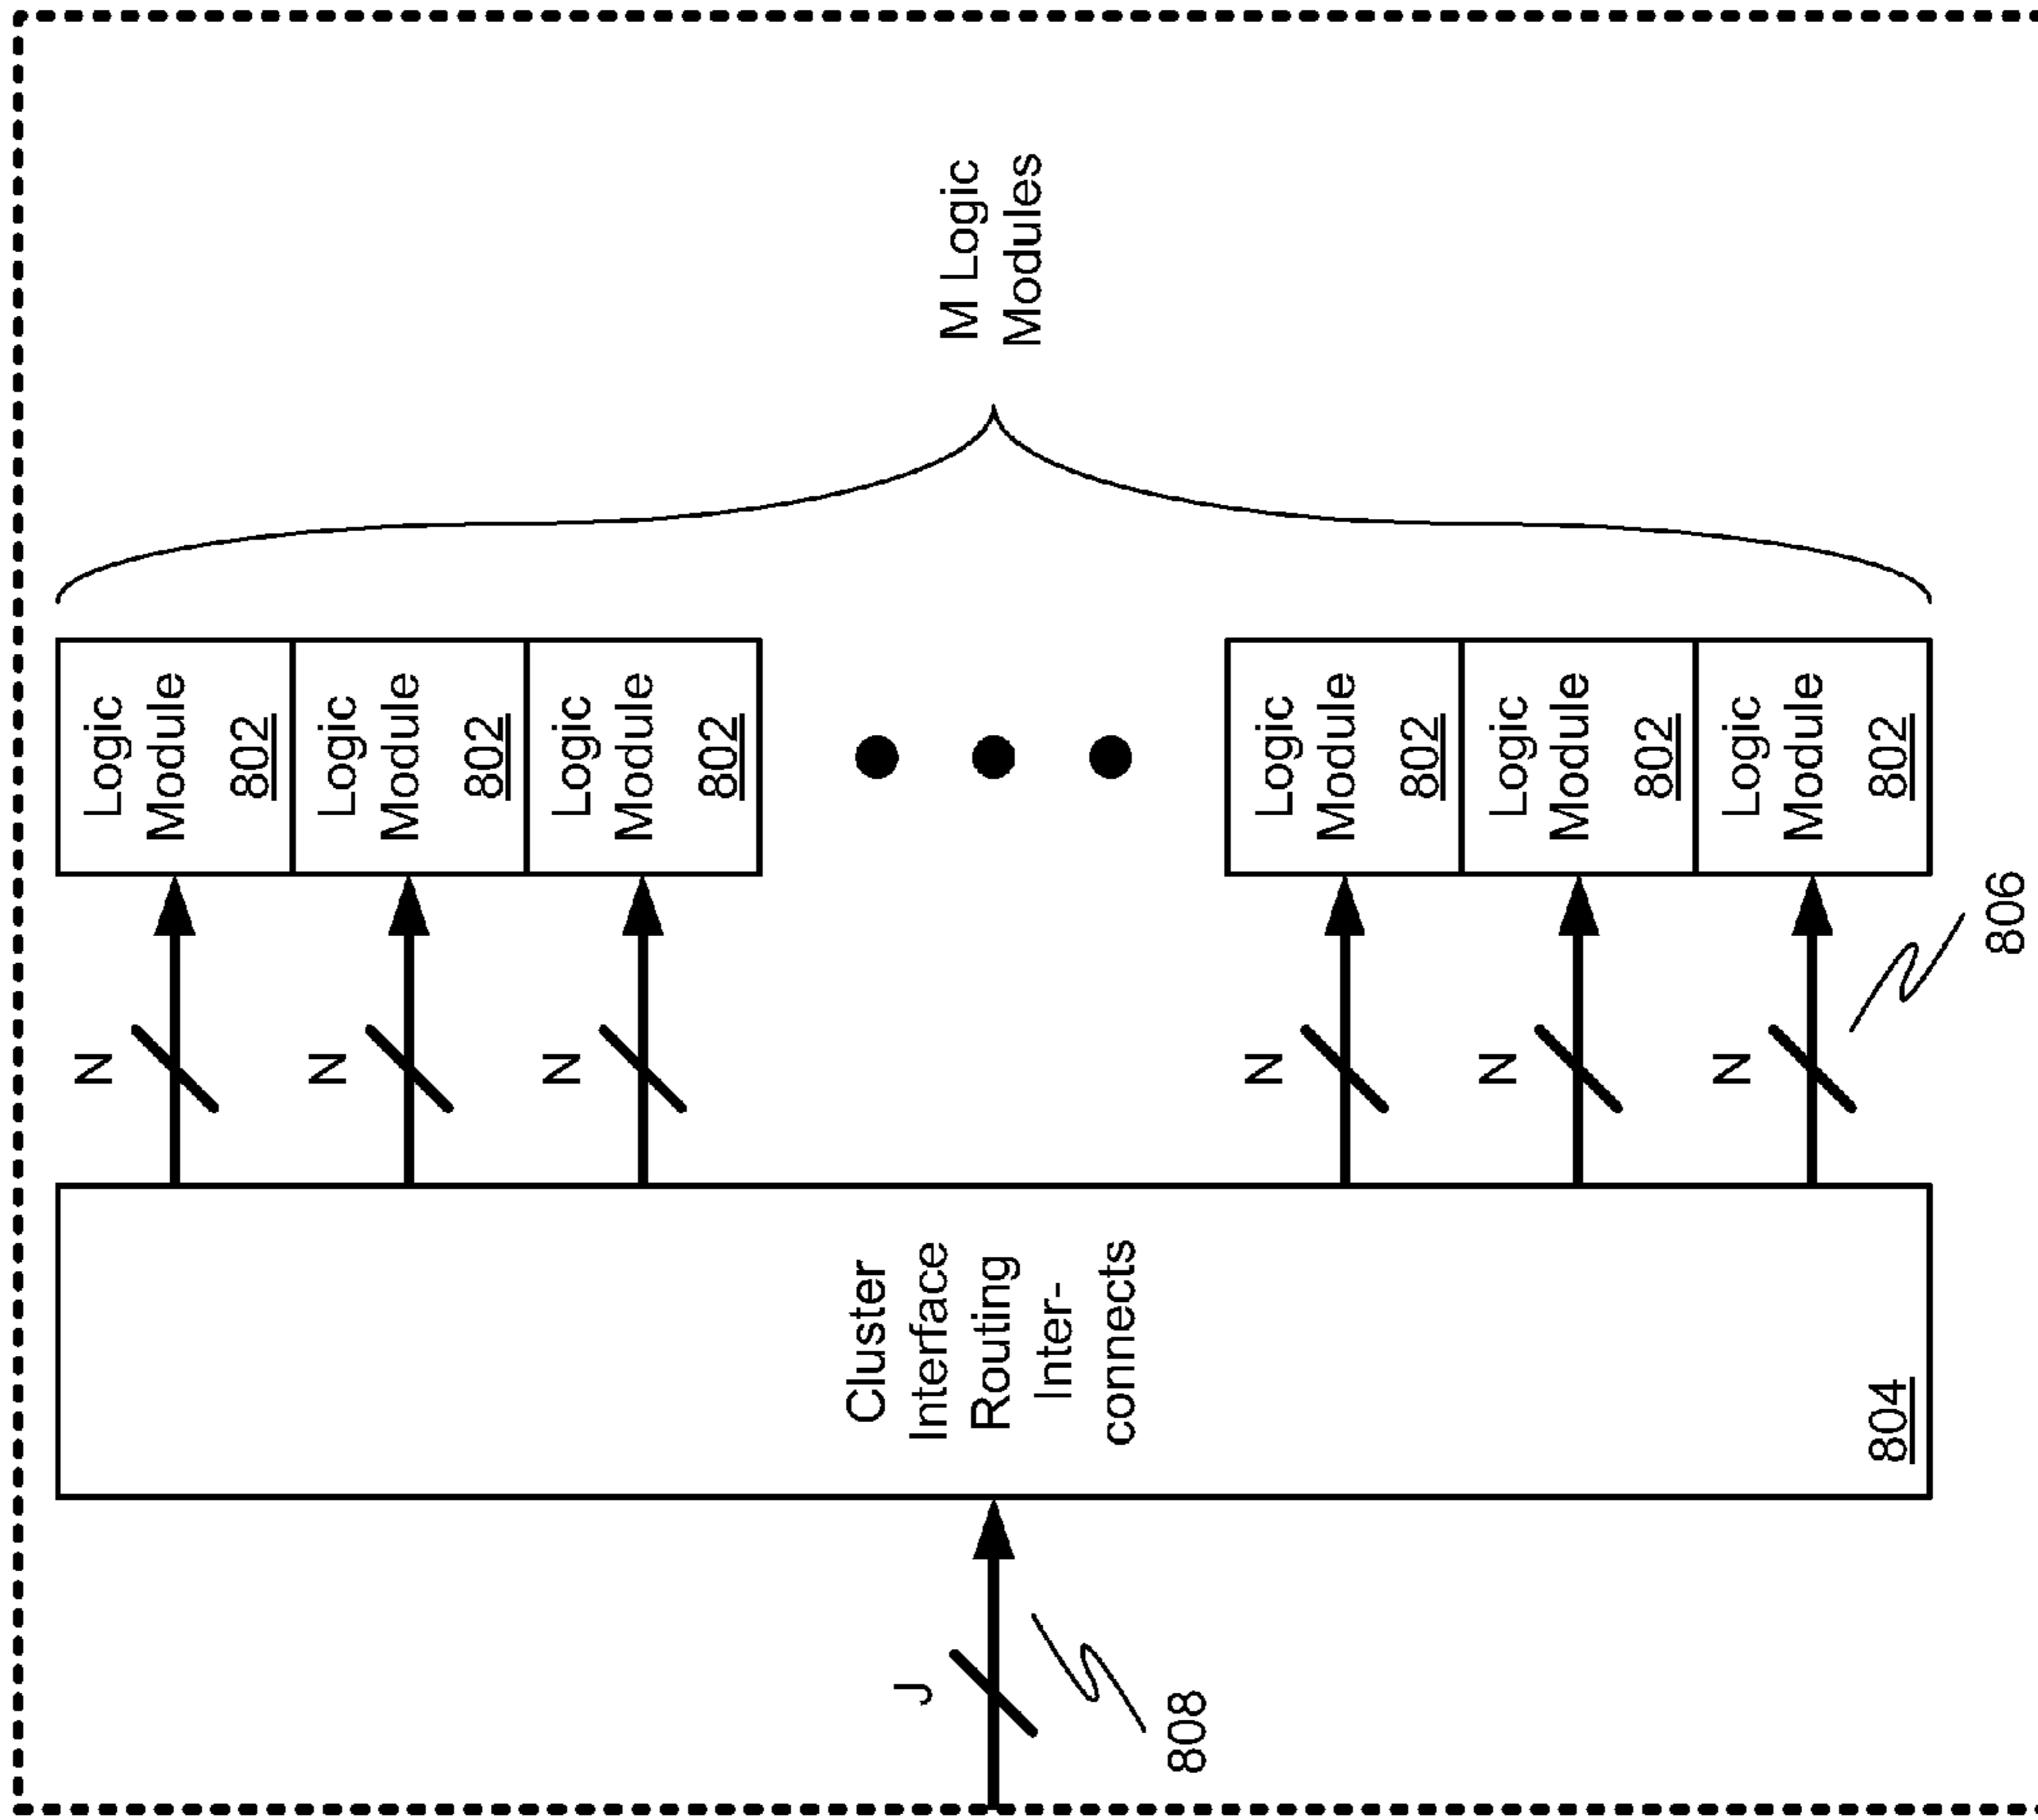 J
808
Cluster
Interface
Routing
Inter-
connects
804
N
N
N
N
N
N
806
Logic
Module
802
Logic
Module
802
Logic
Module
802
Logic
Module
802
Logic
Module
802
Logic
Module
802
M Logic
Modules